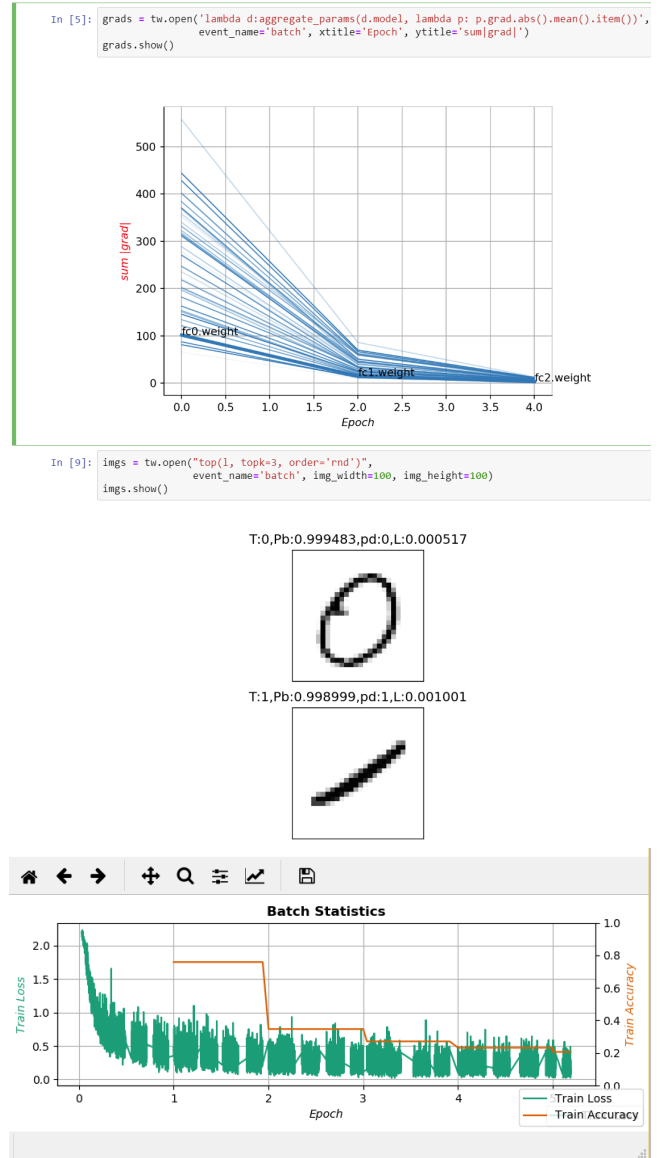 In [5]: grads = tw.open('lambda d:aggregate_params(d.model, lambda p: p.grad.abs().mean().item())',
event_name='batch', xtitle='Epoch', ytitle='sum|grad|')
grads.show()
500
400
300
200
100
0
sum |grad|
fc0.weight
fc1.weight
fc2.weight
0.0 0.5 1.0 1.5 2.0 2.5 3.0 3.5 4.0
Epoch
In [9]: imgs = tw.open("top(l, topk=3, order='rnd')",
event_name='batch', img_width=100, img_height=100)
imgs.show()
T:0,Pb:0.999483,pd:0,L:0.000517
T:1,Pb:0.998999,pd:1,L:0.001001
Batch Statistics
2.0
1.5
1.0
0.5
0.0
Train Loss
1.0
0.8
0.6
0.4
0.2
0.0
Train Accuracy
0 1 2 3 4 5
Epoch
Train Loss
Train Accuracy